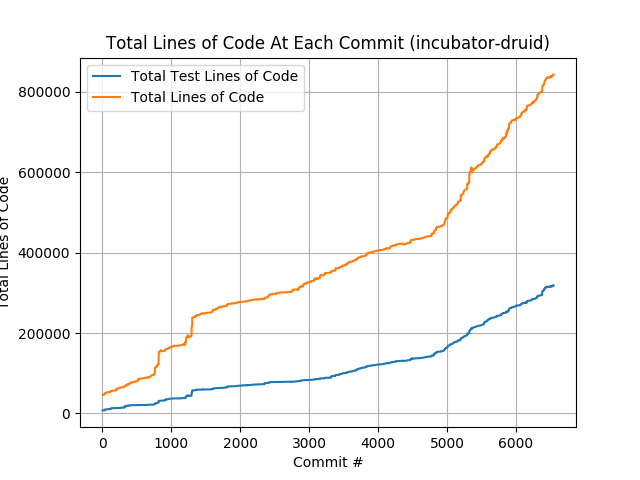 Total Lines of Code At Each Commit (incubator-druid)
Total Test Lines of Code
Total Lines of Code
800000
600000
400000
200000
0
Total Lines of Code
0 1000 2000 3000 4000 5000 6000
Commit #